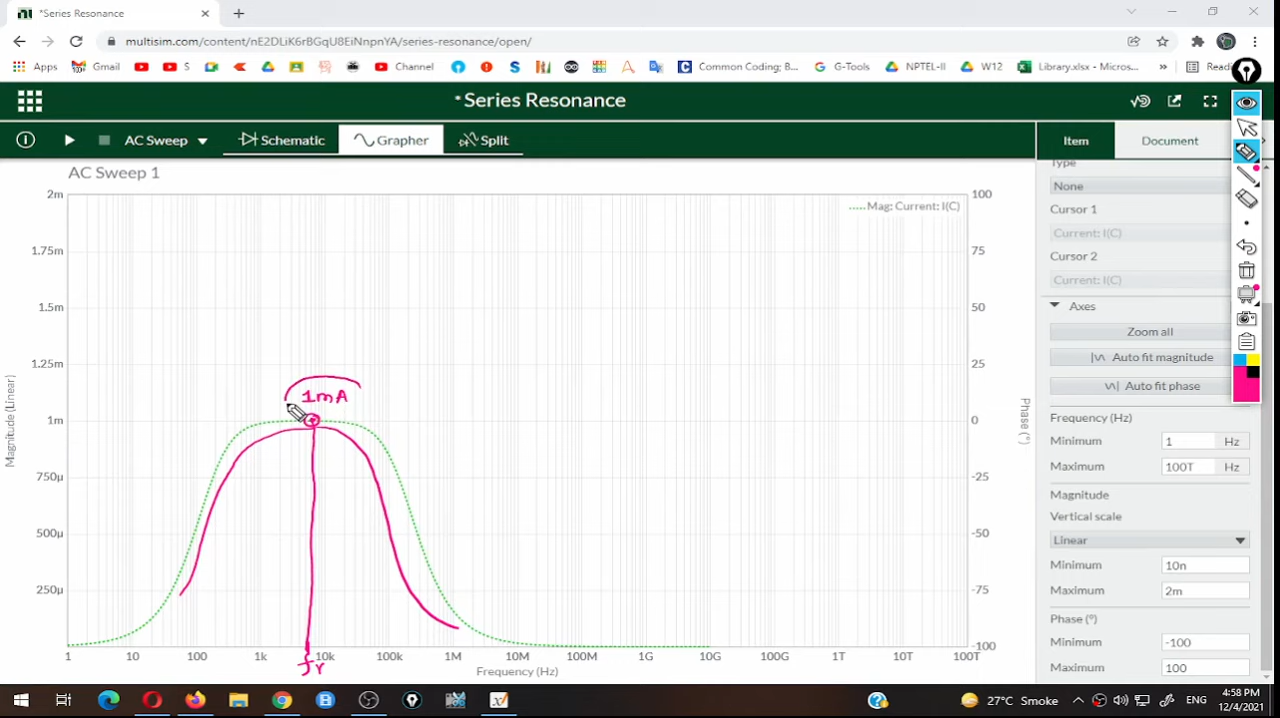 *Series Resonance
multisim.com/content/nE2DLiK6rBGqU8EiNnpnYA/series-resonance/open/
Apps Gmail S Channel Common Coding; B... G-Tools NPTEL-II W12 Library.xlsx - Micros... » Readi
*Series Resonance
AC Sweep Schematic Grapher Split Item Document
AC Sweep 1
Mag: Current: I(C)
Magnitude (Linear)
2m
1.75m
1.5m
1.25m
1m
750µ
500µ
250µ
1mA
fr
100
75
50
25
0
-25
-50
-75
-100
Phase (°)
1 10 100 1k 10k 100k 1M 10M 100M 1G 10G 100G 1T 10T 100T
Frequency (Hz)
Type
None
Cursor 1
Current: I(C)
Cursor 2
Current: I(C)
Axes
Zoom all
Auto fit magnitude
Auto fit phase
Frequency (Hz)
Minimum 1 Hz
Maximum 100T Hz
Magnitude
Vertical scale
Linear
Minimum 10n
Maximum 2m
Phase (°)
Minimum -100
Maximum 100
27°C Smoke ENG 4:58 PM
12/4/2021